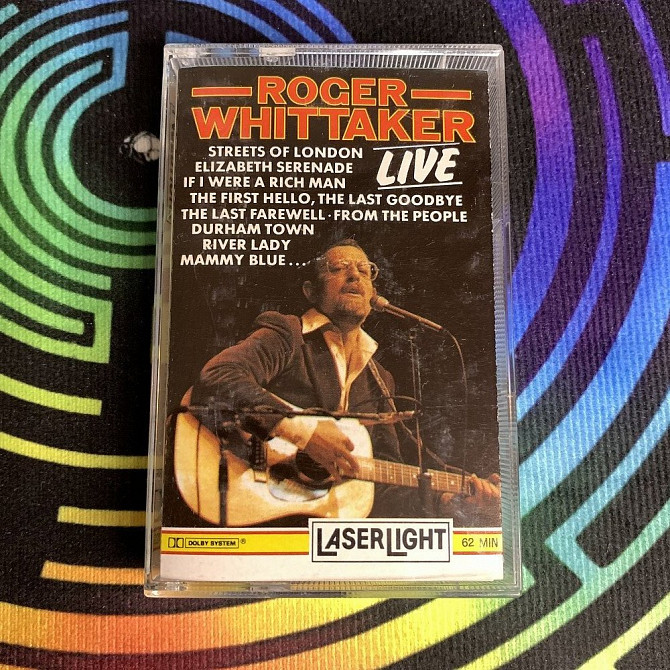 ROGER
WHITTAKER
LIVE
STREETS OF LONDON
ELIZABETH SERENADE
IF I WERE A RICH MAN
THE FIRST HELLO, THE LAST GOODBYE
THE LAST FAREWELL · FROM THE PEOPLE
DURHAM TOWN
RIVER LADY
MAMMY BLUE...
DOLBY SYSTEM ®
LASERLIGHT
62 MIN